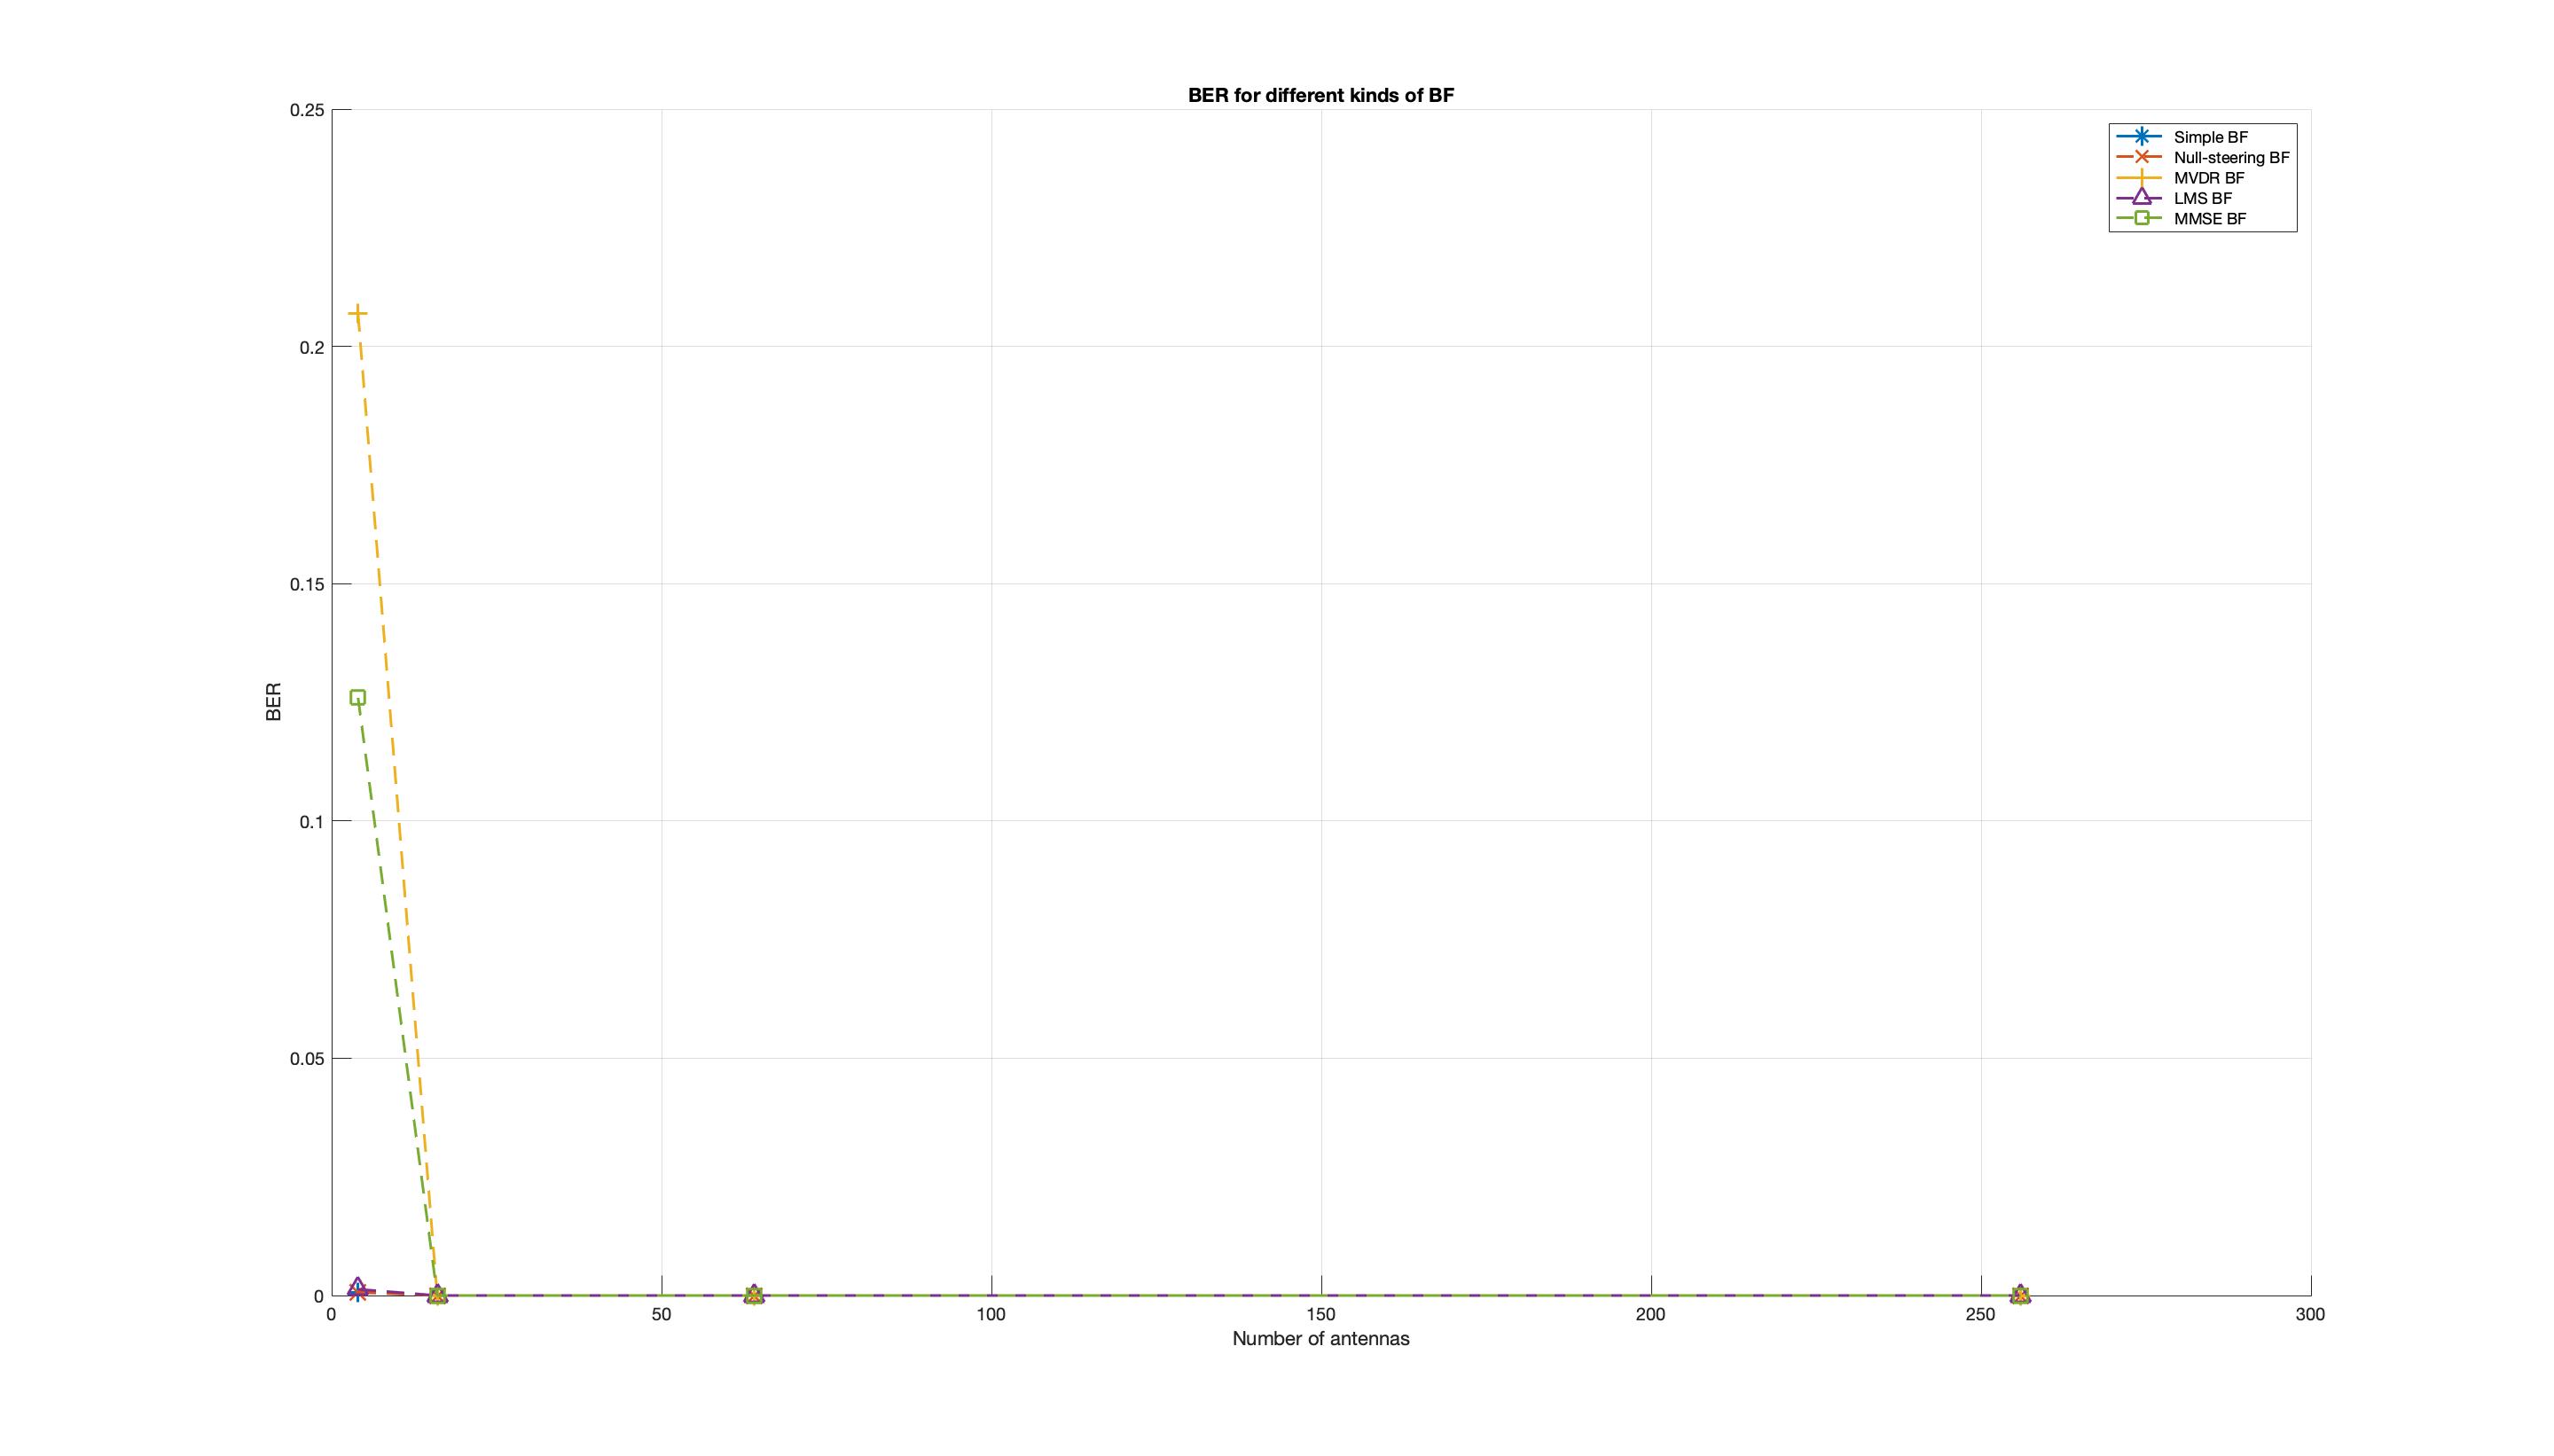 BER for different kinds of BF
0.25
0.2
0.15
0.1
0.05
0
BER
Simple BF
Null-steering BF
MVDR BF
LMS BF
MMSE BF
0 50 100 150 200 250 300
Number of antennas